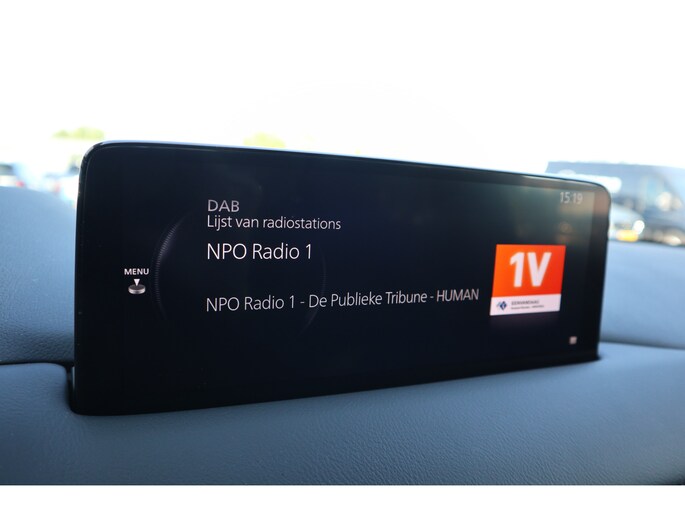 DAB
15:19
Lijst van radiostations
NPO Radio 1
MENU
1V
NPO Radio 1 - De Publieke Tribune - HUMAN